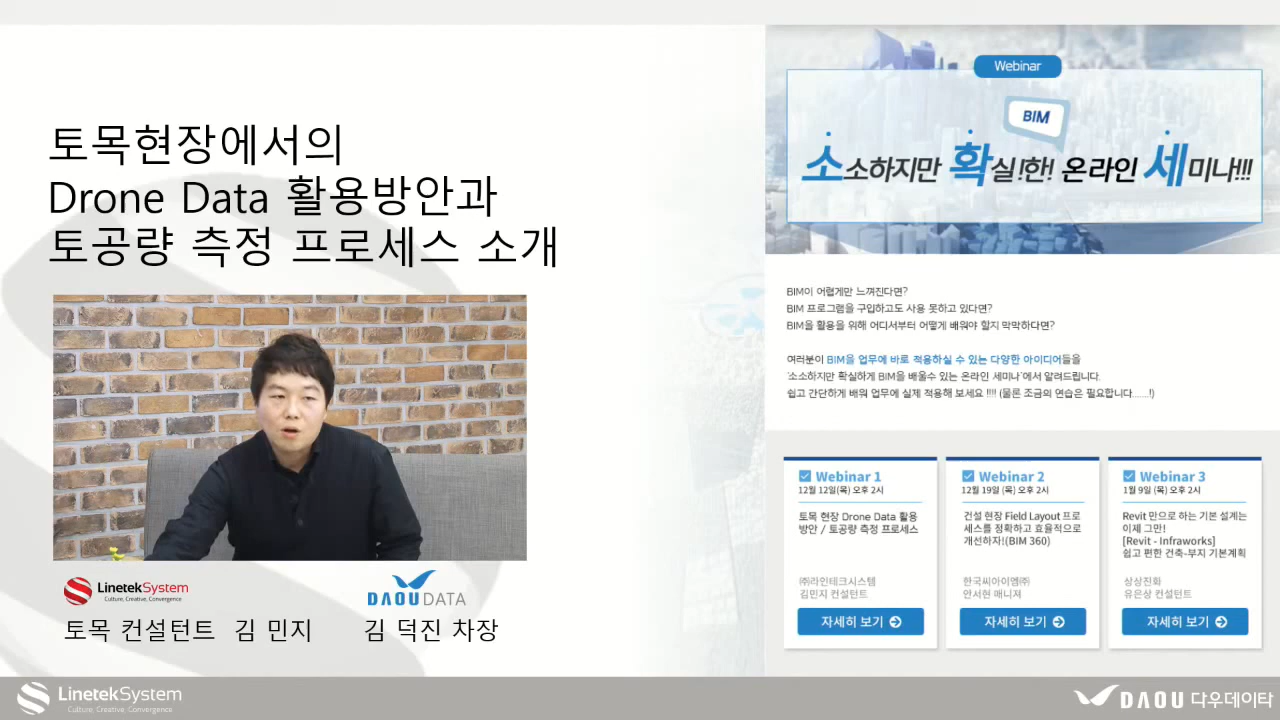 토목현장에서의
Drone Data 활용방안과
토공량 측정 프로세스 소개
LinetekSystem
Culture, Creative, Convergence
토목 컨설턴트 김 민지
DAOU DATA
김 덕진 차장
Webinar
BIM
소소하지만 확실!한! 온라인 세미나!!!
BIM이 어렵게만 느껴진다면?
BIM 프로그램을 구입하고도 사용 못하고 있다면?
BIM을 활용을 위해 어디서부터 어떻게 배워야 할지 막막하다면?
여러분이 BIM을 업무에 바로 적용하실 수 있는 다양한 아이디어들을
'소소하지만 확실하게 BIM을 배울수 있는 온라인 세미나'에서 알려드립니다.
쉽고 간단하게 배워 업무에 실제 적용해 보세요 !!!! (물론 조금의 연습은 필요합니다.......!)
Webinar 1
12월 12일(목) 오후 2시
토목 현장 Drone Data 활용
방안 / 토공량 측정 프로세스
㈜라인테크시스템
김민지 컨설턴트
자세히 보기
Webinar 2
12월 19일 (목) 오후 2시
건설 현장 Field Layout 프로
세스를 정확하고 효율적으로
개선하자!(BIM 360)
한국씨아이엠㈜
안서현 매니져
자세히 보기
Webinar 3
1월 9일 (목) 오후 2시
Revit 만으로 하는 기본 설계는
이제 그만!
[Revit - Infraworks]
쉽고 편한 건축-부지 기본계획
상상진화
유은상 컨설턴트
자세히 보기
LinetekSystem
Culture, Creative, Convergence
DAOU 다우데이타